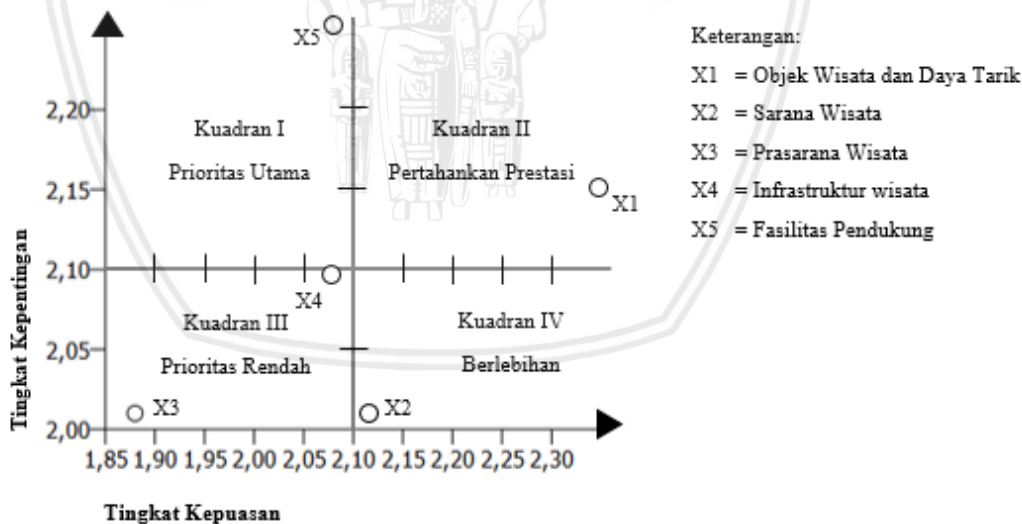 X5
Keterangan:
X1 = Objek Wisata dan Daya Tarik
X2 = Sarana Wisata
X3 = Prasarana Wisata
X4 = Infrastruktur wisata
X5 = Fasilitas Pendukung
2,20
Kuadran I
Prioritas Utama
Kuadran II
Pertahankan Prestasi
2,15
X1
2,10
X4
Kuadran III
Prioritas Rendah
Kuadran IV
Berlebihan
2,05
X3
X2
2,00
1,85 1,90 1,95 2,00 2,05 2,10 2,15 2,20 2,25 2,30
Tingkat Kepentingan
Tingkat Kepuasan